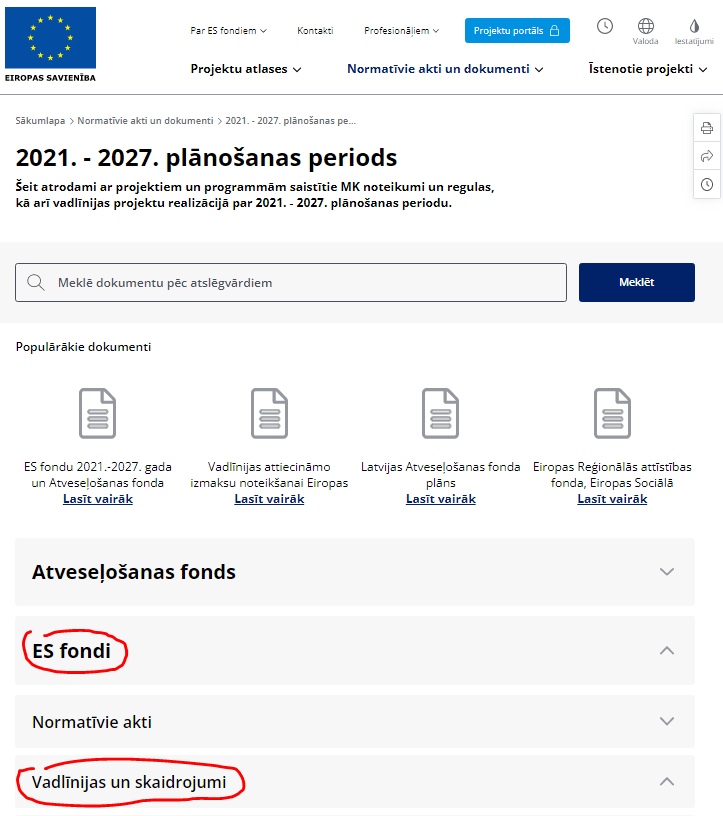 Par ES fondiem
Kontakti
Profesionāļiem
Projektu portāls
Valoda
Iestatījumi
EIROPAS SAVIENĪBA
Projektu atlases
Normatīvie akti un dokumenti
Īstenotie projekti
Sākumlapa > Normatīvie akti un dokumenti > 2021. - 2027. plānošanas pe...
2021. - 2027. plānošanas periods
Šeit atrodami ar projektiem un programmām saistītie MK noteikumi un regulas,
kā arī vadlīnijas projektu realizācijā par 2021. - 2027. plānošanas periodu.
Meklē dokumentu pēc atslēgvārdiem
Meklēt
Populārākie dokumenti
ES fondu 2021.-2027. gada
un Atveseļošanas fonda
Lasīt vairāk
Vadlīnijas attiecināmo
izmaksu noteikšanai Eiropas
Lasīt vairāk
Latvijas Atveseļošanas fonda
plāns
Lasīt vairāk
Eiropas Reģionālās attīstības
fonda, Eiropas Sociālā
Lasīt vairāk
Atveseļošanas fonds
ES fondi
Normatīvie akti
Vadlīnijas un skaidrojumi